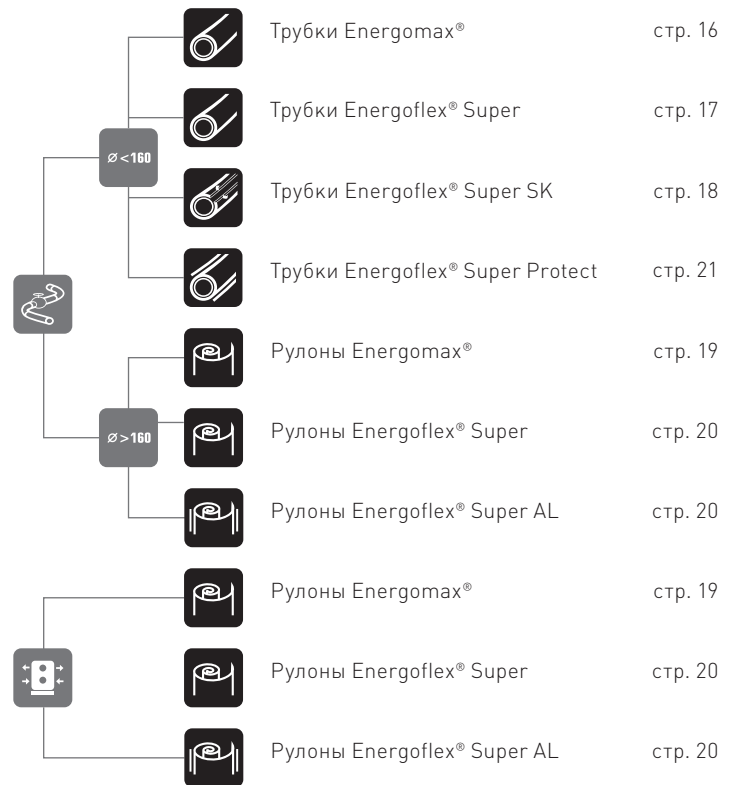 Трубки Energomax® стр. 16
Трубки Energoflex® Super стр. 17
ø<160
Трубки Energoflex® Super SK стр. 18
Трубки Energoflex® Super Protect стр. 21
Рулоны Energomax® стр. 19
ø>160
Рулоны Energoflex® Super стр. 20
Рулоны Energoflex® Super AL стр. 20
Рулоны Energomax® стр. 19
Рулоны Energoflex® Super стр. 20
Рулоны Energoflex® Super AL стр. 20